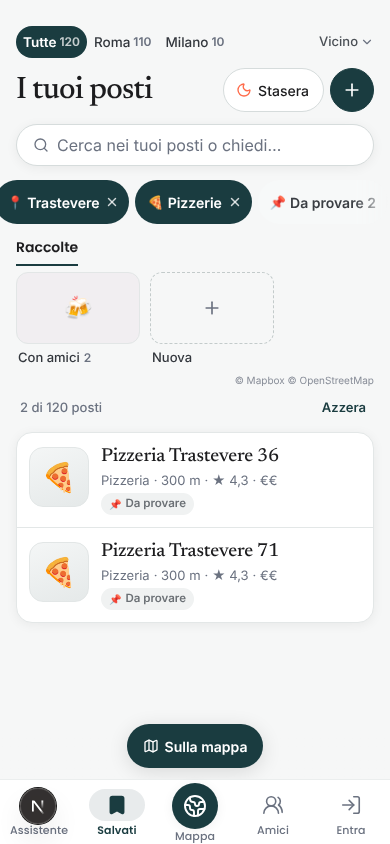 Tutte 120 Roma 110 Milano 10 Vicino
I tuoi posti
Stasera
Cerca nei tuoi posti o chiedi...
Trastevere × Pizzerie × Da provare 2
Raccolte
Con amici 2 Nuova
© Mapbox © OpenStreetMap
2 di 120 posti Azzera
Pizzeria Trastevere 36
Pizzeria · 300 m · ★ 4,3 · €€
Da provare
Pizzeria Trastevere 71
Pizzeria · 300 m · ★ 4,3 · €€
Da provare
Sulla mappa
N
Assistente Salvati Mappa Amici Entra